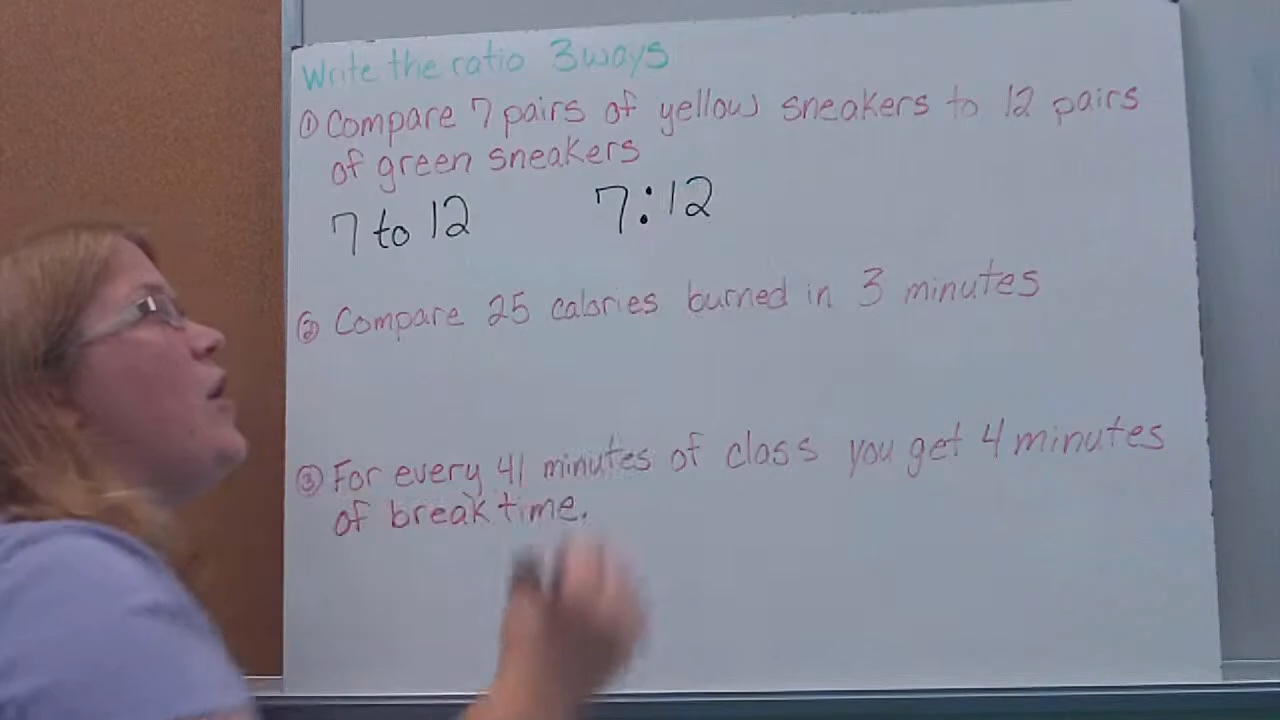 Write the ratio 3 ways
① Compare 7 pairs of yellow sneakers to 12 pairs
of green sneakers
7 to 12 7:12
② Compare 25 calories burned in 3 minutes
③ For every 41 minutes of class you get 4 minutes
of break time.